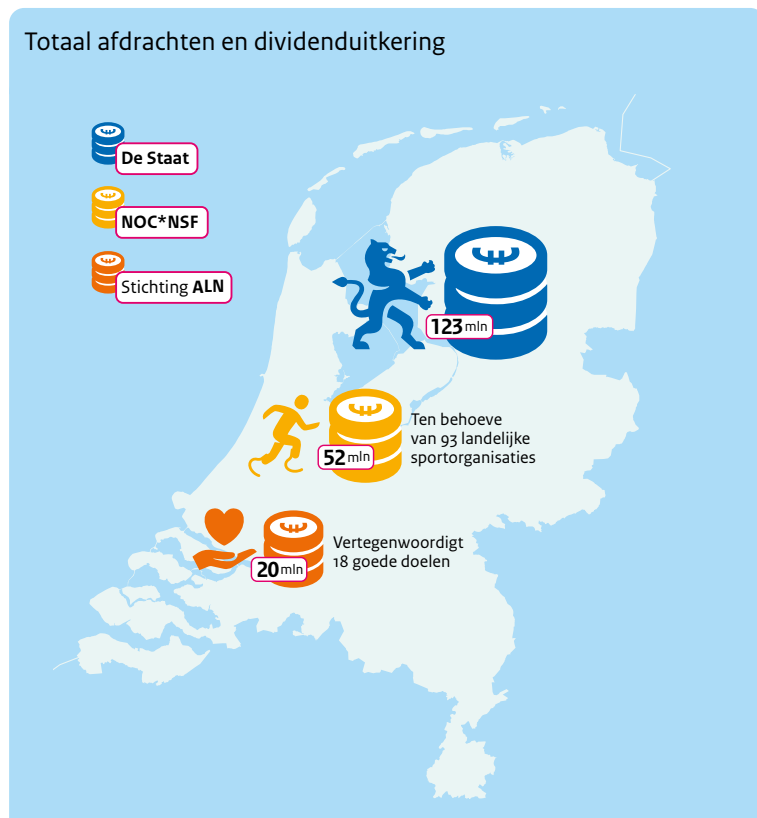 Totaal afdrachten en dividenduitkering
De Staat
NOC*NSF
Stichting ALN
123 mln
52 mln
Ten behoeve
van 93 landelijke
sportorganisaties
20 mln
Vertegenwoordigt
18 goede doelen